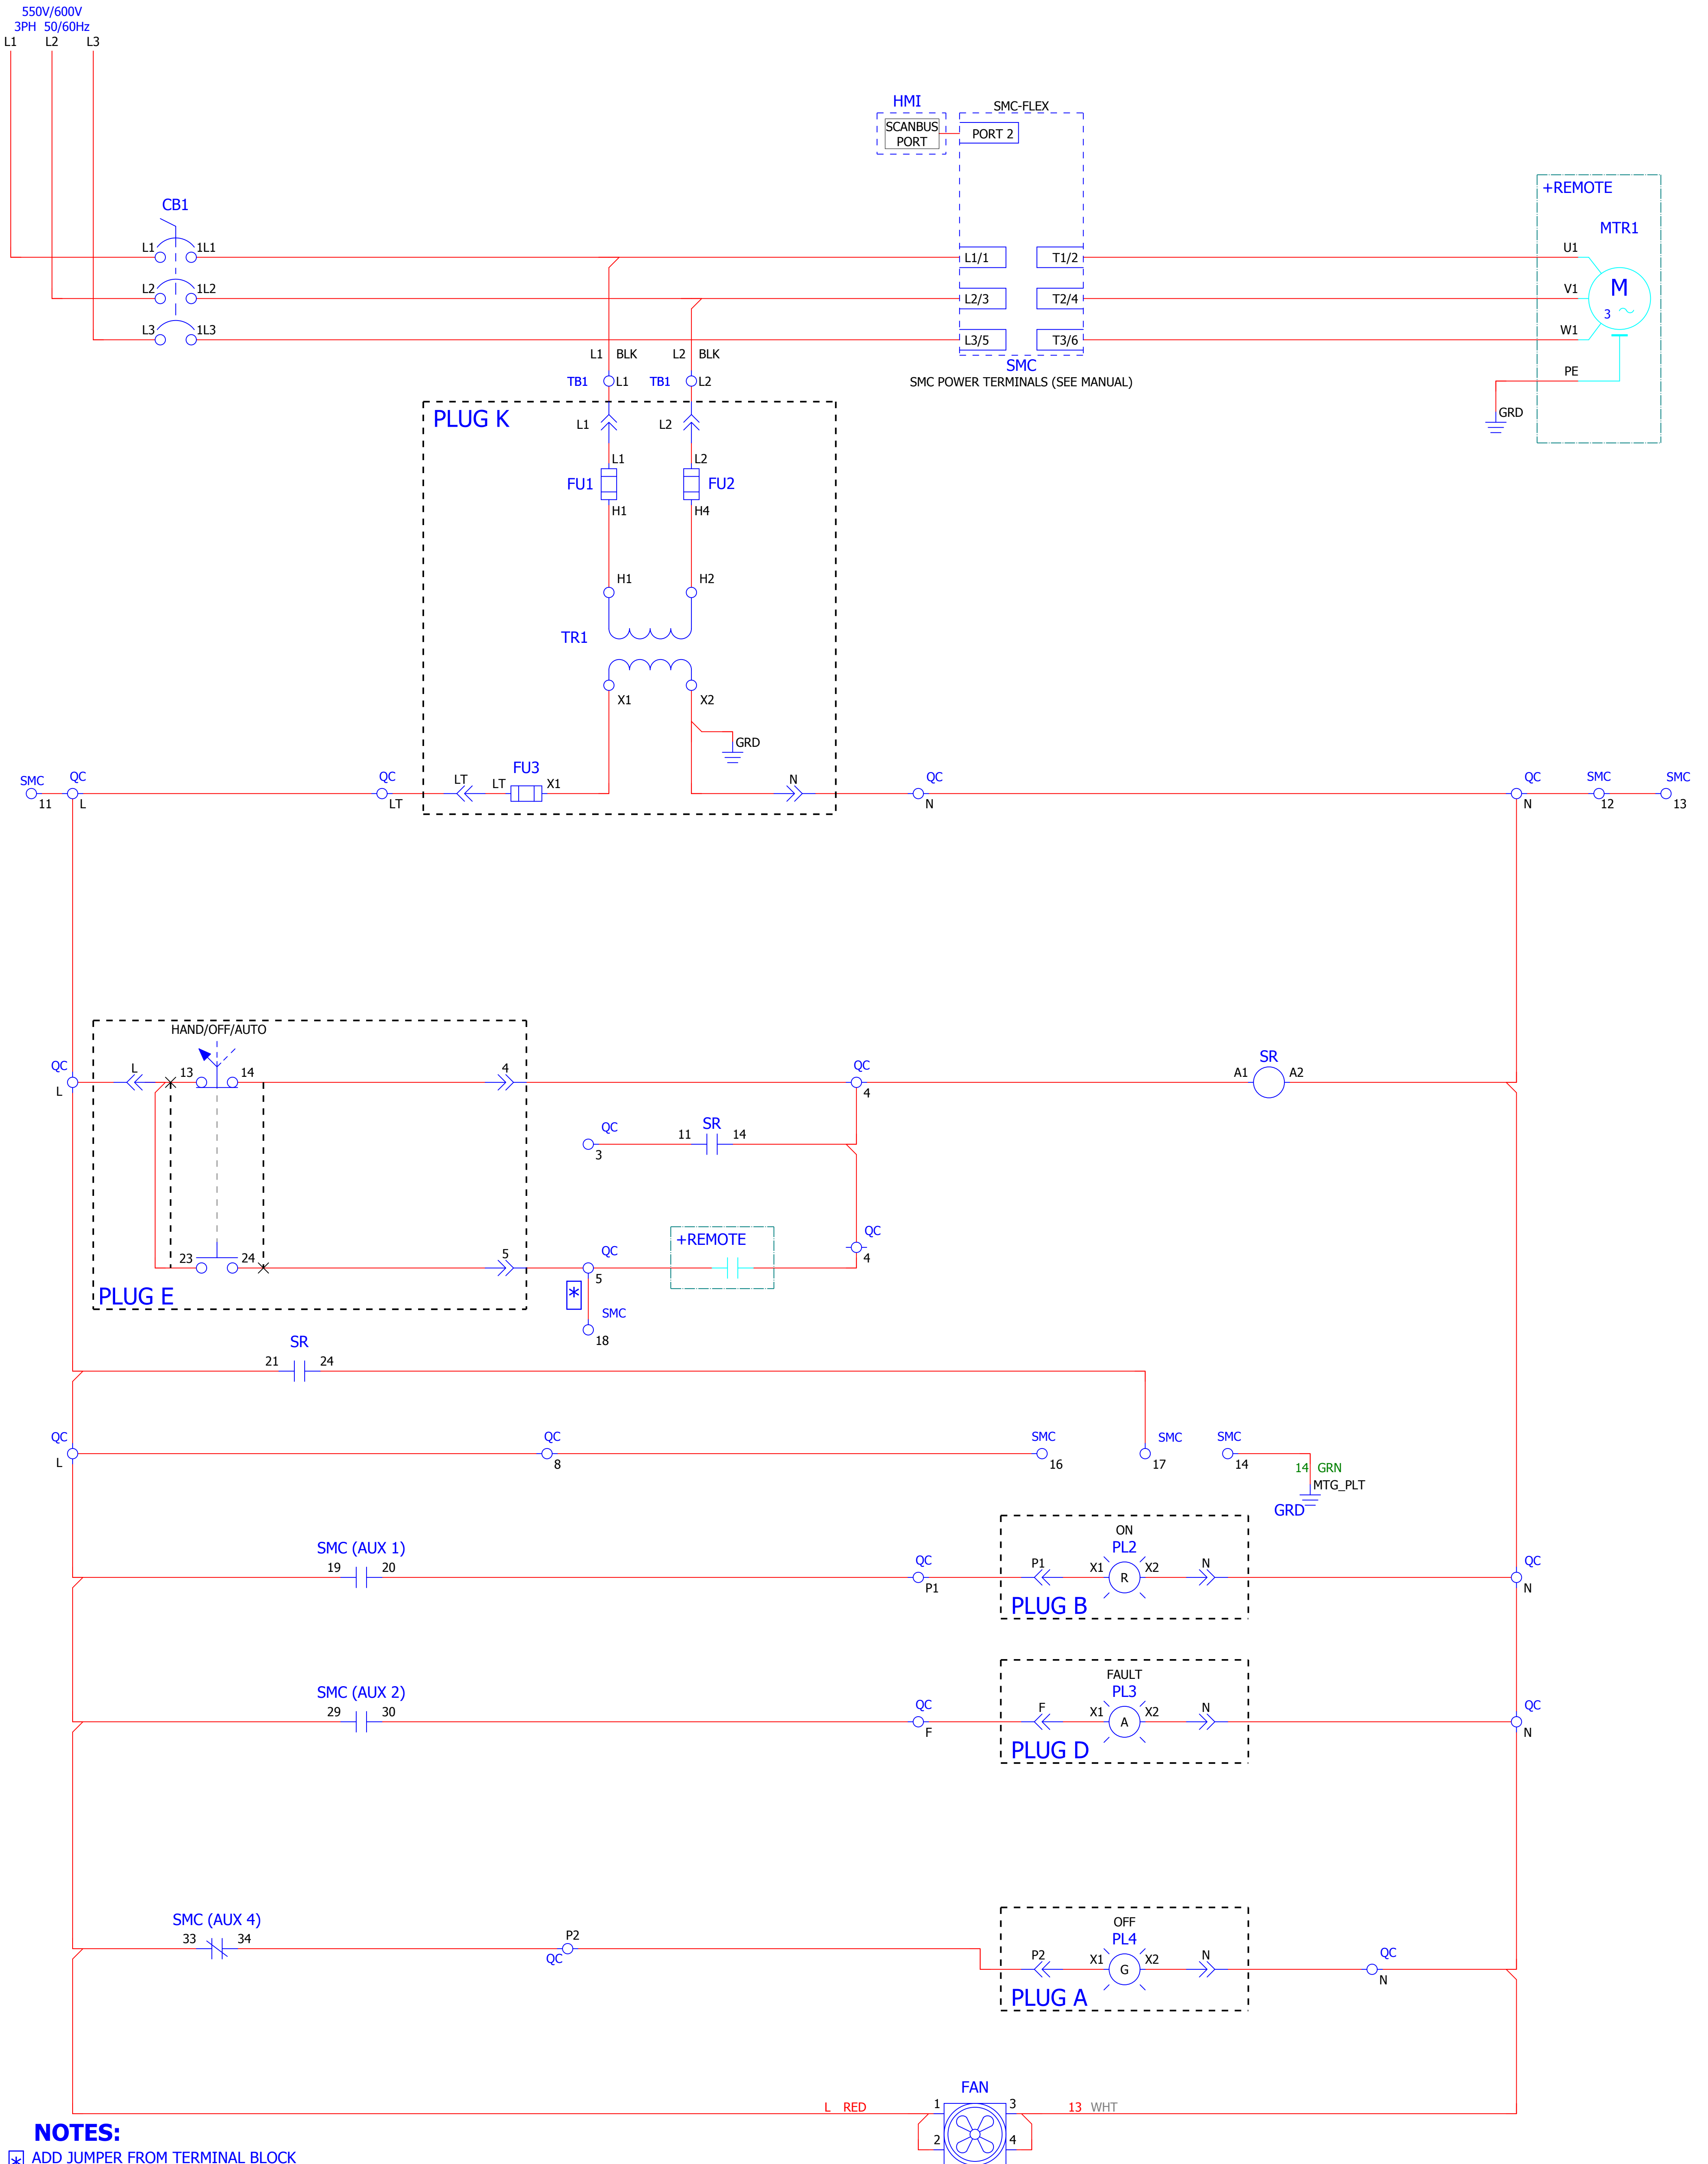 550V/600V
3PH 50/60Hz
L1 L2 L3
HMI
SMC-FLEX
SCANBUS
PORT
PORT 2
+REMOTE
CB1
MTR1
L1 1L1 L1/1 T1/2 U1
L2 1L2 L2/3 T2/4 V1
M
3
L3 1L3 L3/5 T3/6 W1
L1 BLK L2 BLK
SMC
PE
TB1 L1 TB1 L2
SMC POWER TERMINALS (SEE MANUAL)
PLUG K
GRD
L1 L2
L1 L2
FU1 FU2
H1 H4
H1 H2
TR1
X1 X2
GRD
FU3
SMC QC QC LT LT X1 N QC QC SMC SMC
11 L LT N N 12 13
HAND/OFF/AUTO
QC L 13 14 4 QC SR
A1 A2
L 4
QC SR
11 14
3
QC
+REMOTE
23 24 5 QC 4
5
PLUG E
*
SMC
18
SR
21 24
QC QC SMC SMC SMC
L 8 16 17 14
14 GRN
MTG_PLT
GRD
ON
SMC (AUX 1) PL2
19 20 QC P1 X1 R X2 N QC
P1 N
PLUG B
FAULT
SMC (AUX 2) PL3
29 30 QC F X1 A X2 N QC
F N
PLUG D
OFF
SMC (AUX 4) PL4
33 34 P2
QC
P2 X1 G X2 N QC
N
PLUG A
FAN
L RED 1 3 13 WHT
2 4
NOTES:
* ADD JUMPER FROM TERMINAL BLOCK